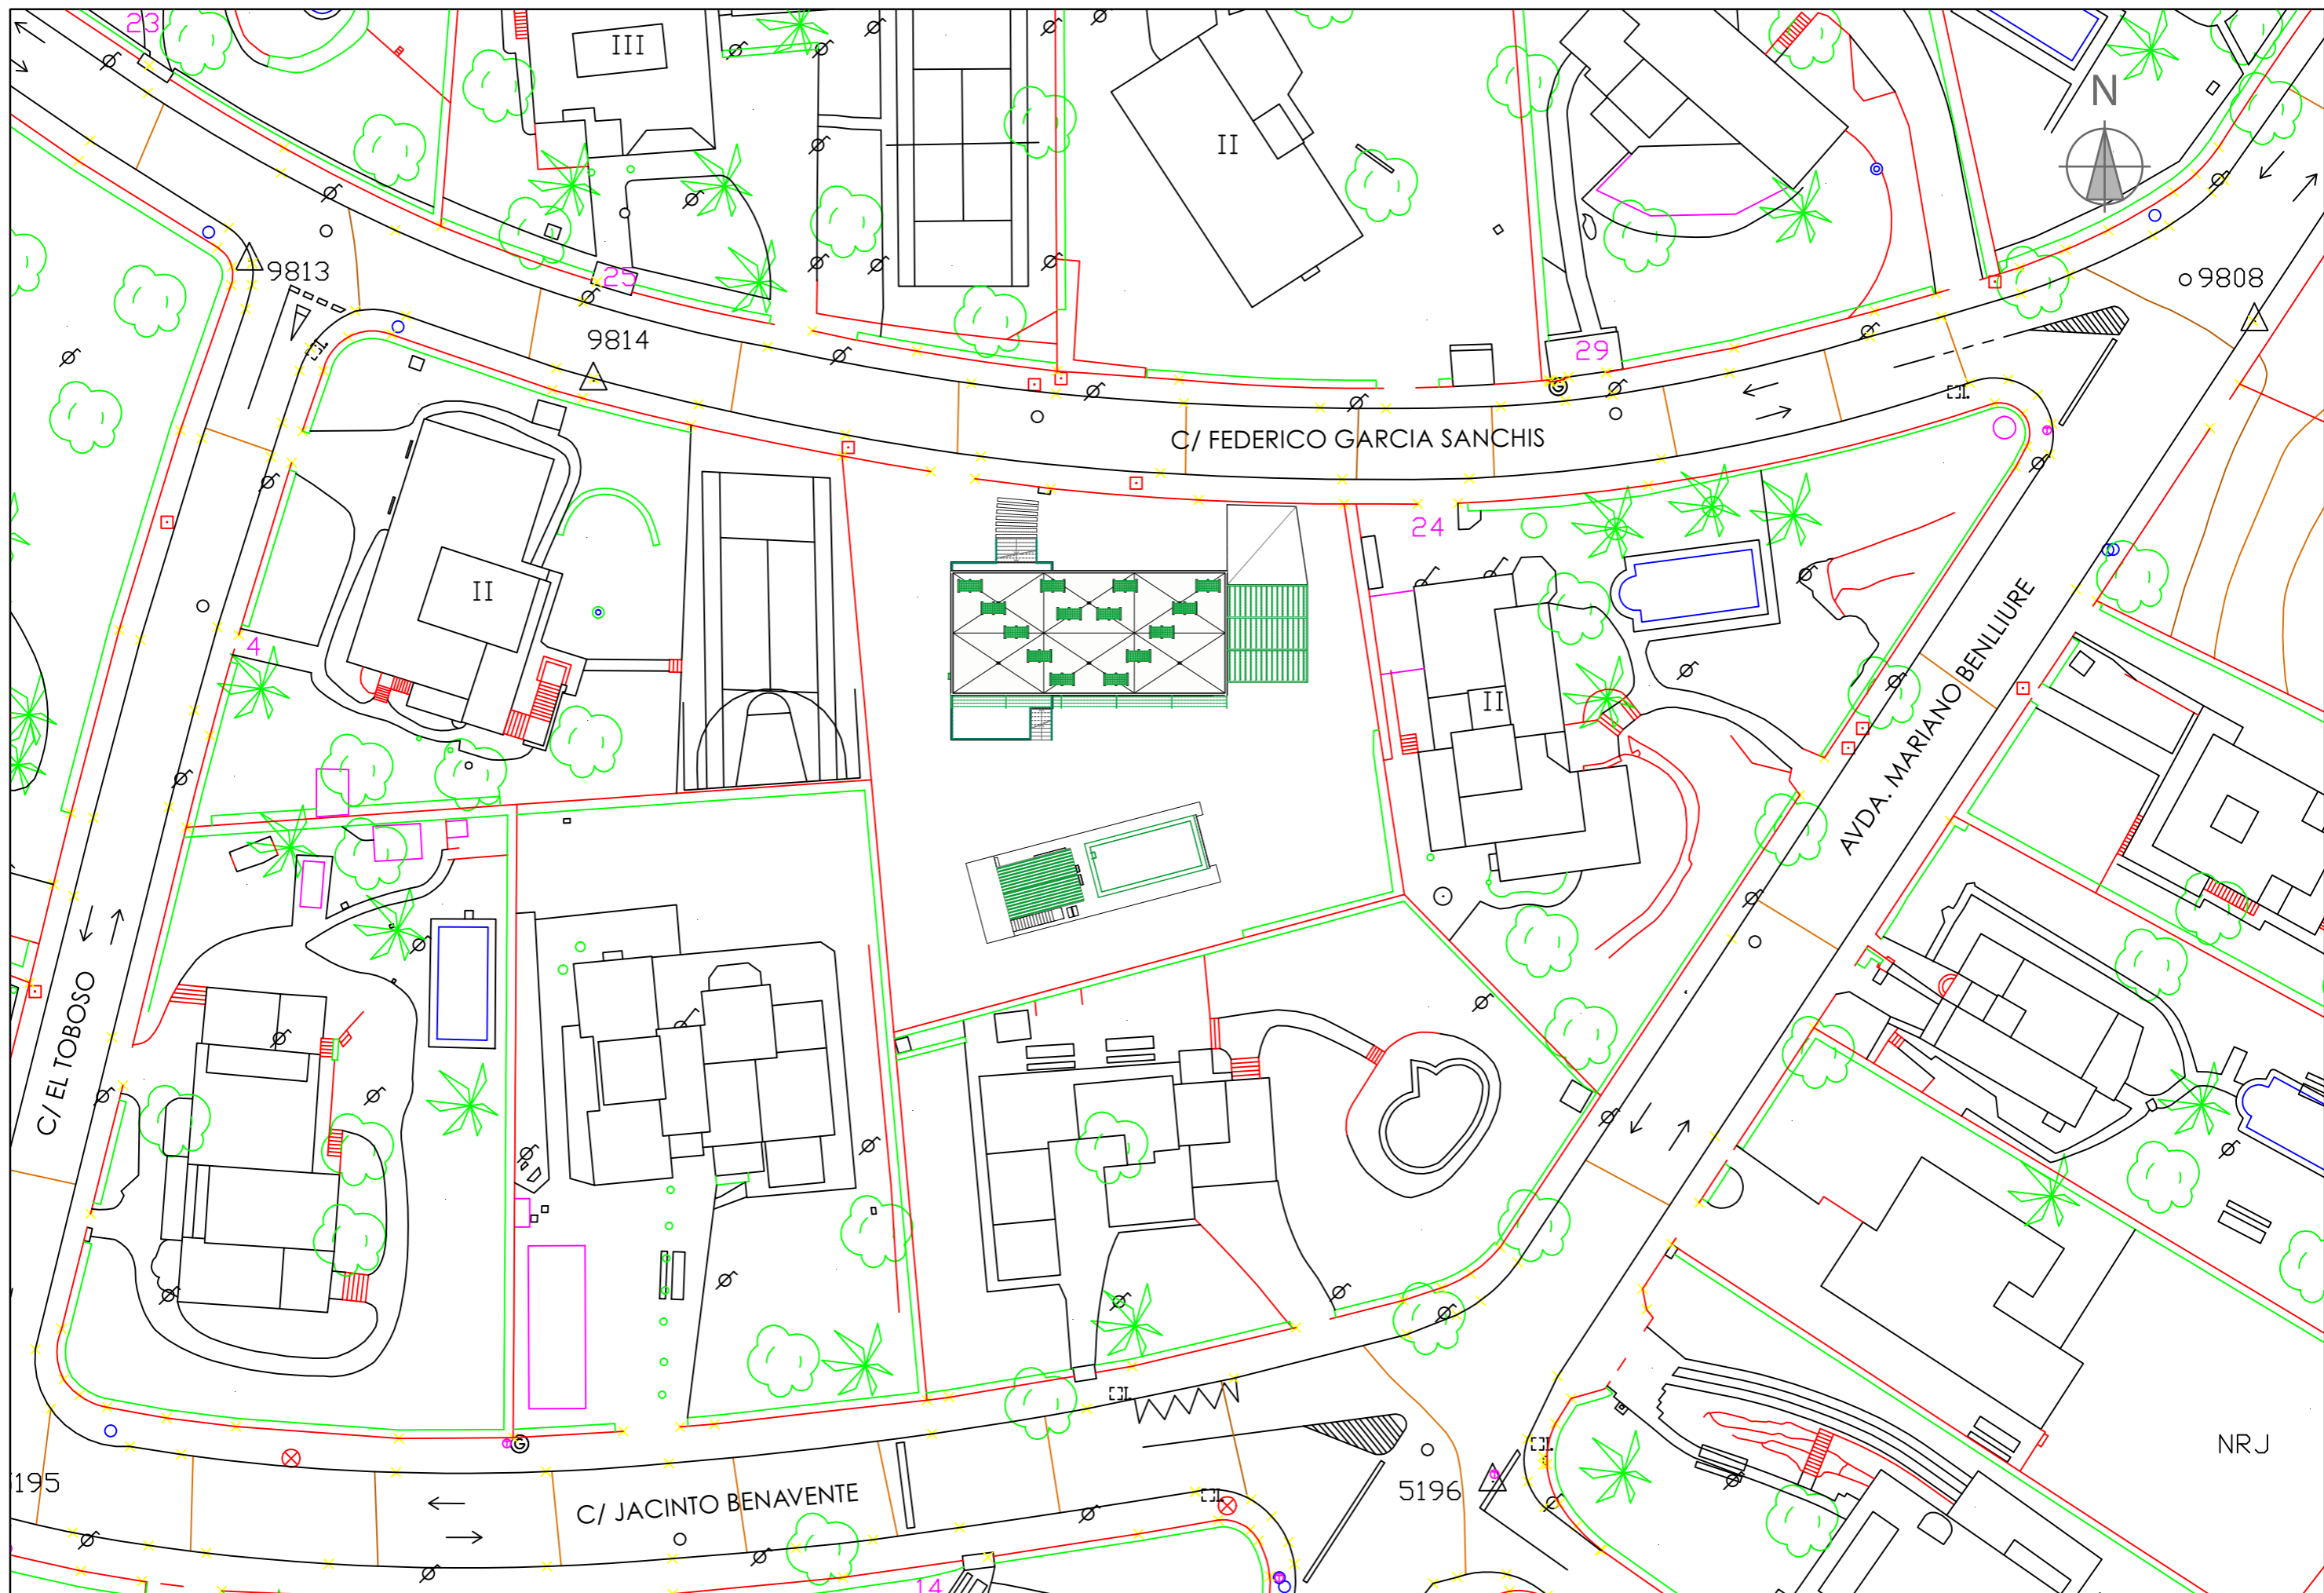 23
III
II
N
9813
25
9814
29
9808
C/ FEDERICO GARCIA SANCHIS
24
II
4
II
AVDA. MARIANO BENLLIURE
C/ EL TOBOSO
G
G
NRJ
195
C/ JACINTO BENAVENTE
5196
14